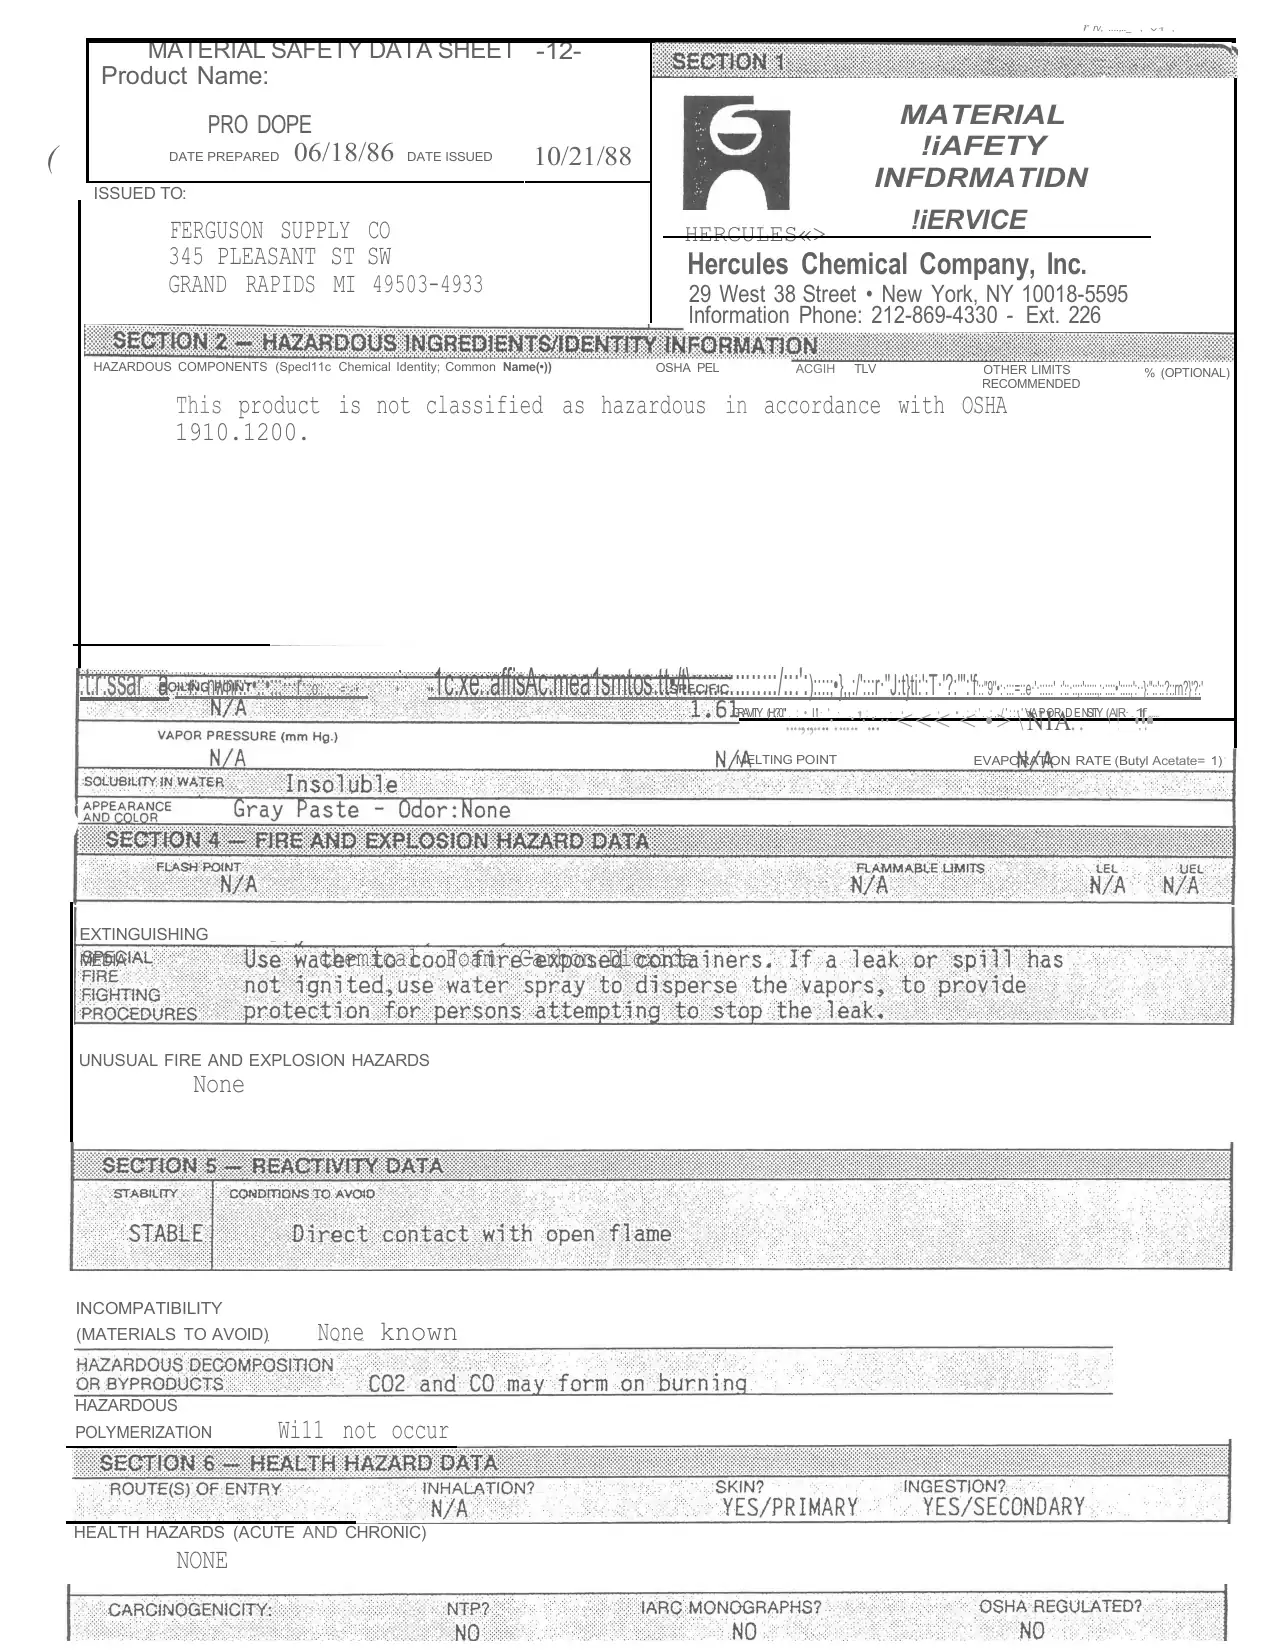 MATERIAL SAFETY DATA SHEET -12-
Product Name:
PRO DOPE
DATE PREPARED 06/18/86 DATE ISSUED 10/21/88
SECTION 1
MATERIAL
!iAFETY
INFDRMATIDN
!iERVICE
HERCULES«>
Hercules Chemical Company, Inc.
29 West 38 Street • New York, NY 10018-5595
Information Phone: 212-869-4330 - Ext. 226
ISSUED TO:
FERGUSON SUPPLY CO
345 PLEASANT ST SW
GRAND RAPIDS MI 49503-4933
SECTION 2 — HAZARDOUS INGREDIENTS/IDENTITY INFORMATION
HAZARDOUS COMPONENTS (Specl11c Chemical Identity; Common Name(•)) OSHA PEL ACGIH TLV OTHER LIMITS RECOMMENDED % (OPTIONAL)
This product is not classified as hazardous in accordance with OSHA
1910.1200.
BOILING POINT SPECIFIC
N/A 1.61 N/A
VAPOR PRESSURE (mm Hg.) MELTING POINT EVAPORATION RATE (Butyl Acetate= 1)
N/A N/A N/A
SOLUBILITY IN WATER Insoluble
APPEARANCE
AND COLOR Gray Paste - Odor:None
SECTION 4 — FIRE AND EXPLOSION HAZARD DATA
FLASH POINT FLAMMABLE LIMITS LEL UEL
N/A N/A N/A N/A
EXTINGUISHING
MEDIA chemical, Foam, Carbon Dioxide
SPECIAL Use water to cool fire-exposed containers. If a leak or spill has
FIRE
FIGHTING not ignited,use water spray to disperse the vapors, to provide
PROCEDURES protection for persons attempting to stop the leak.
UNUSUAL FIRE AND EXPLOSION HAZARDS
None
SECTION 5 — REACTIVITY DATA
STABILITY CONDITIONS TO AVOID
STABLE Direct contact with open flame
INCOMPATIBILITY
(MATERIALS TO AVOID) None known
HAZARDOUS DECOMPOSITION
OR BYPRODUCTS CO2 and CO may form on burning
HAZARDOUS
POLYMERIZATION Will not occur
SECTION 6 — HEALTH HAZARD DATA
ROUTE(S) OF ENTRY INHALATION? SKIN? INGESTION?
N/A YES/PRIMARY YES/SECONDARY
HEALTH HAZARDS (ACUTE AND CHRONIC)
NONE
CARCINOGENICITY: NTP? IARC MONOGRAPHS? OSHA REGULATED?
NO NO NO